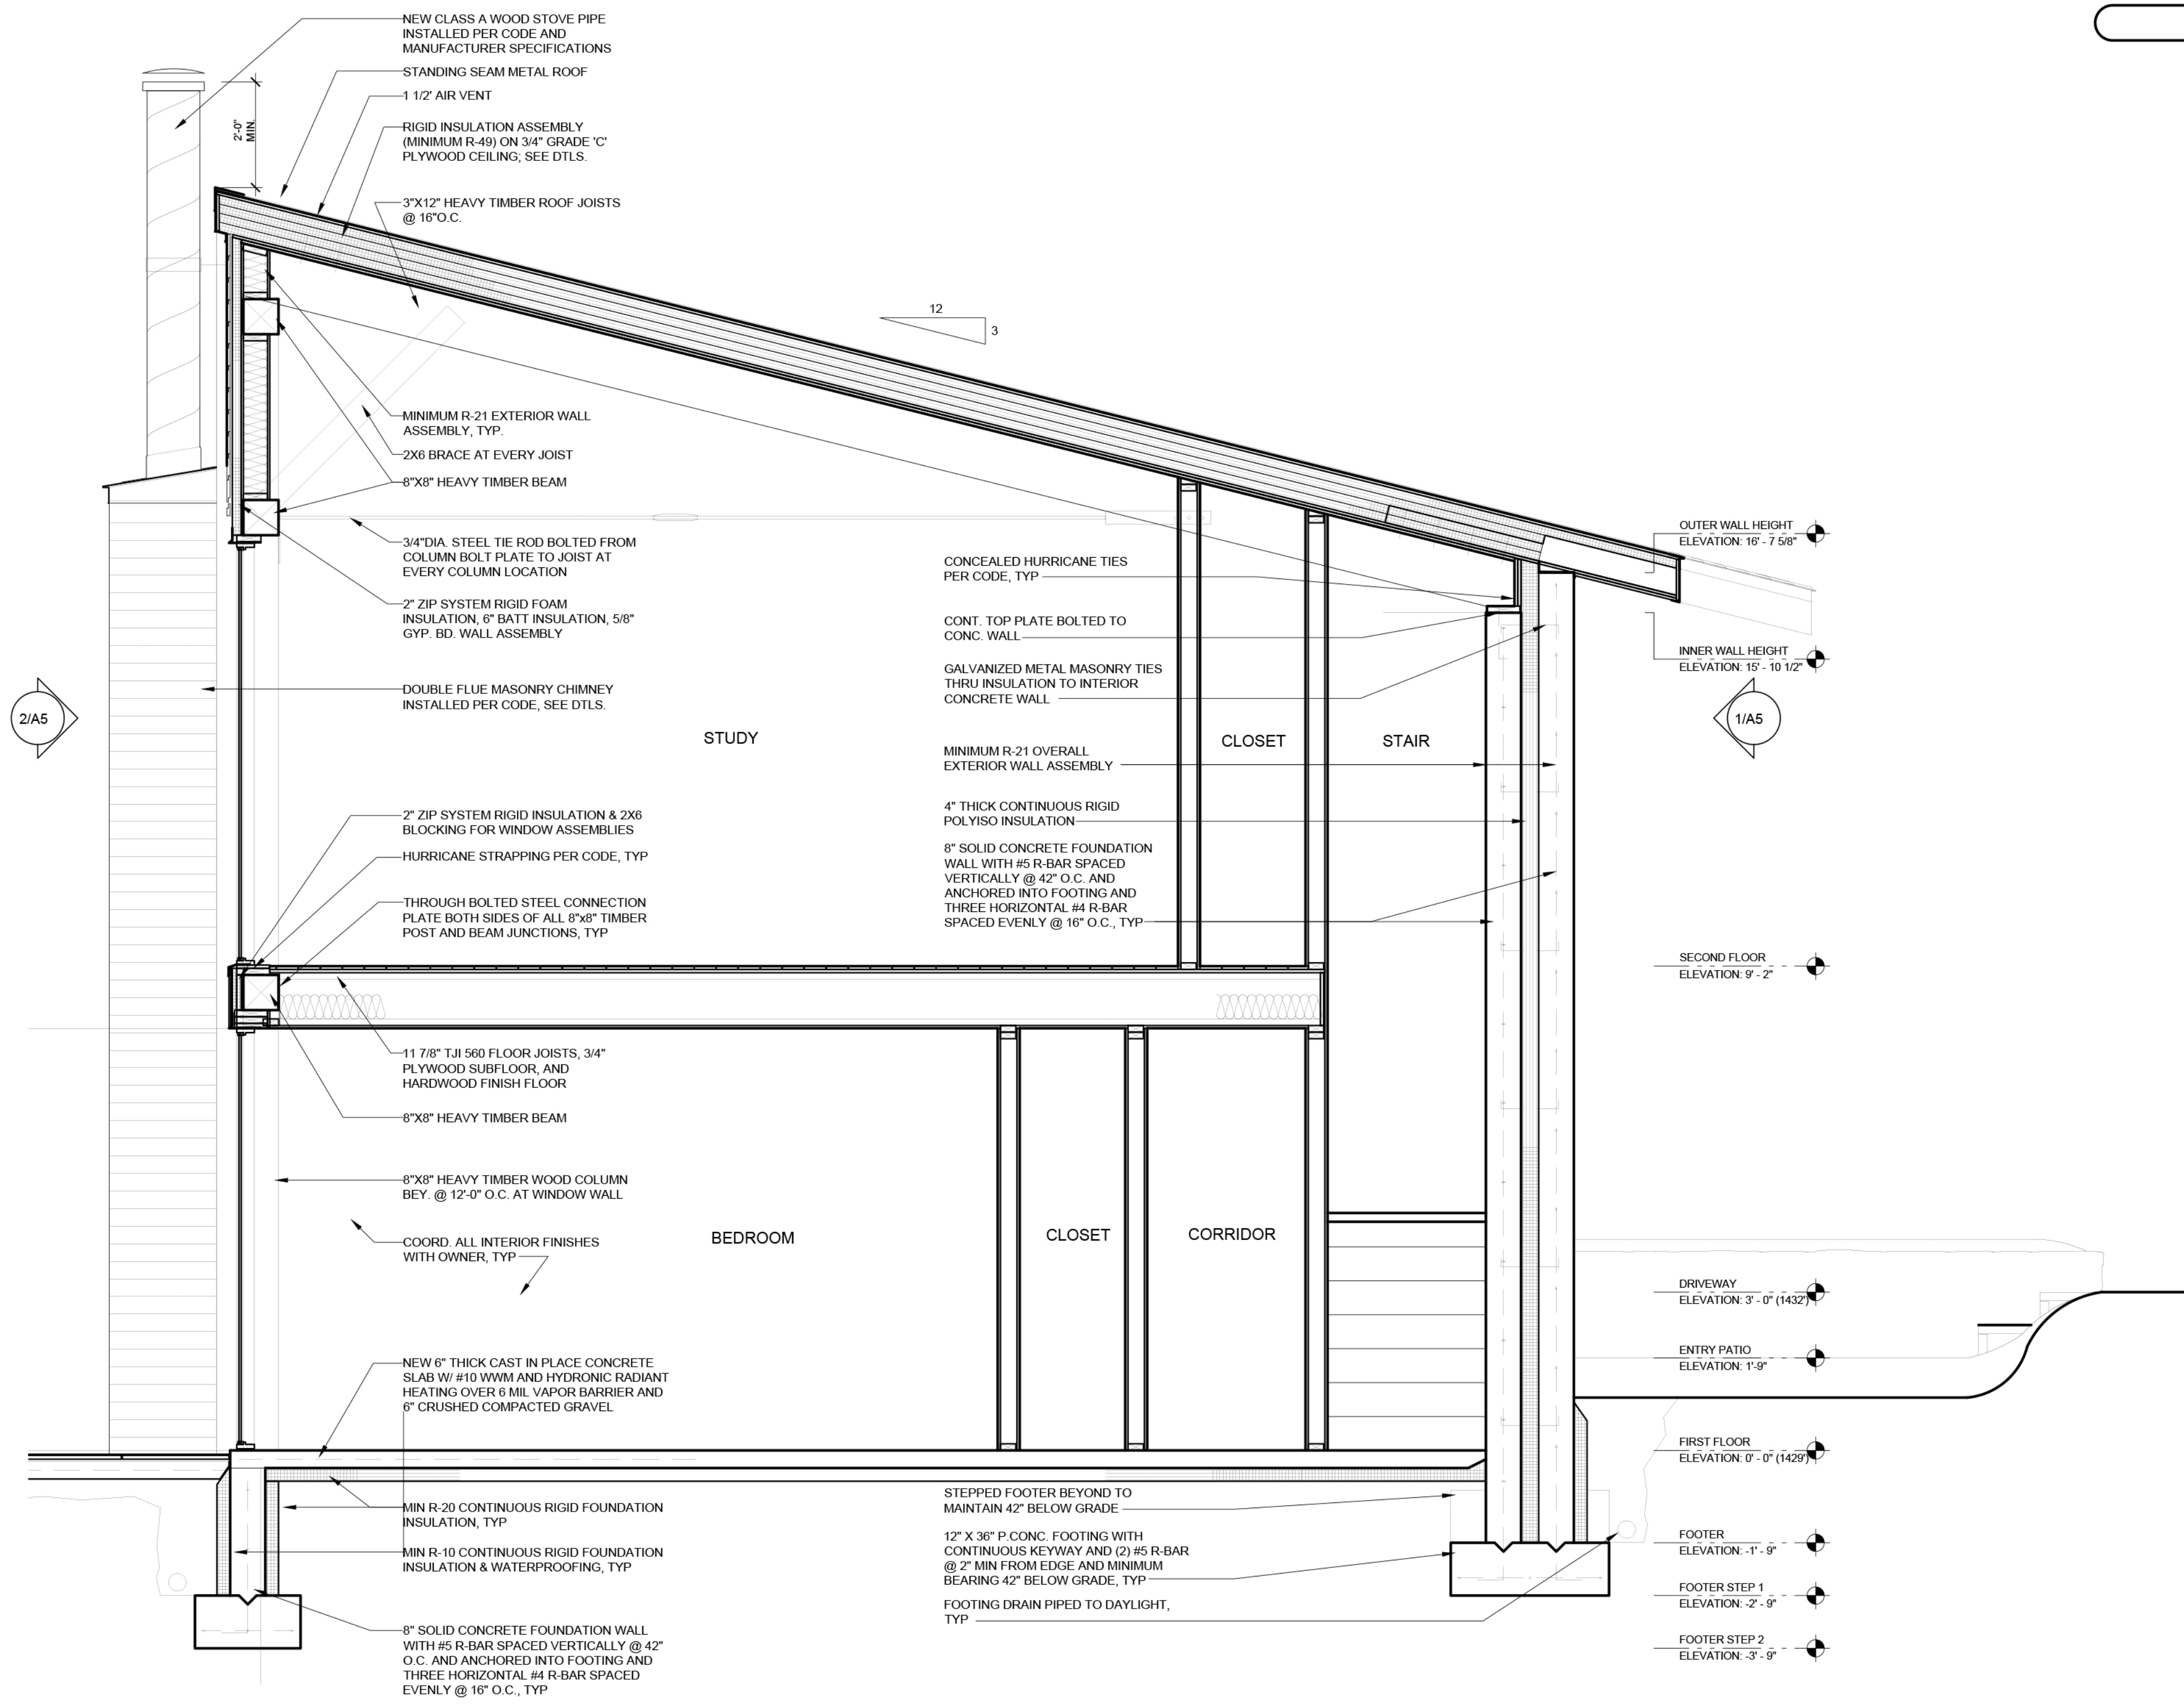 NEW CLASS A WOOD STOVE PIPE
INSTALLED PER CODE AND
MANUFACTURER SPECIFICATIONS
STANDING SEAM METAL ROOF
1 1/2' AIR VENT
RIGID INSULATION ASSEMBLY
(MINIMUM R-49) ON 3/4" GRADE 'C'
PLYWOOD CEILING; SEE DTLS.
2'-0"
MIN.
3"X12" HEAVY TIMBER ROOF JOISTS
@ 16"O.C.
12
3
MINIMUM R-21 EXTERIOR WALL
ASSEMBLY, TYP.
2X6 BRACE AT EVERY JOIST
8"X8" HEAVY TIMBER BEAM
3/4"DIA. STEEL TIE ROD BOLTED FROM
COLUMN BOLT PLATE TO JOIST AT
EVERY COLUMN LOCATION
2" ZIP SYSTEM RIGID FOAM
INSULATION, 6" BATT INSULATION, 5/8"
GYP. BD. WALL ASSEMBLY
DOUBLE FLUE MASONRY CHIMNEY
INSTALLED PER CODE, SEE DTLS.
2/A5
STUDY
2" ZIP SYSTEM RIGID INSULATION & 2X6
BLOCKING FOR WINDOW ASSEMBLIES
HURRICANE STRAPPING PER CODE, TYP
THROUGH BOLTED STEEL CONNECTION
PLATE BOTH SIDES OF ALL 8"x8" TIMBER
POST AND BEAM JUNCTIONS, TYP
11 7/8" TJI 560 FLOOR JOISTS, 3/4"
PLYWOOD SUBFLOOR, AND
HARDWOOD FINISH FLOOR
8"X8" HEAVY TIMBER BEAM
8"X8" HEAVY TIMBER WOOD COLUMN
BEY. @ 12'-0" O.C. AT WINDOW WALL
COORD. ALL INTERIOR FINISHES
WITH OWNER, TYP
BEDROOM
NEW 6" THICK CAST IN PLACE CONCRETE
SLAB W/ #10 WWM AND HYDRONIC RADIANT
HEATING OVER 6 MIL VAPOR BARRIER AND
6" CRUSHED COMPACTED GRAVEL
MIN R-20 CONTINUOUS RIGID FOUNDATION
INSULATION, TYP
MIN R-10 CONTINUOUS RIGID FOUNDATION
INSULATION & WATERPROOFING, TYP
8" SOLID CONCRETE FOUNDATION WALL
WITH #5 R-BAR SPACED VERTICALLY @ 42"
O.C. AND ANCHORED INTO FOOTING AND
THREE HORIZONTAL #4 R-BAR SPACED
EVENLY @ 16" O.C., TYP
CONCEALED HURRICANE TIES
PER CODE, TYP
CONT. TOP PLATE BOLTED TO
CONC. WALL
GALVANIZED METAL MASONRY TIES
THRU INSULATION TO INTERIOR
CONCRETE WALL
MINIMUM R-21 OVERALL
EXTERIOR WALL ASSEMBLY
4" THICK CONTINUOUS RIGID
POLYISO INSULATION
8" SOLID CONCRETE FOUNDATION
WALL WITH #5 R-BAR SPACED
VERTICALLY @ 42" O.C. AND
ANCHORED INTO FOOTING AND
THREE HORIZONTAL #4 R-BAR
SPACED EVENLY @ 16" O.C., TYP
CLOSET
STAIR
CLOSET
CORRIDOR
STEPPED FOOTER BEYOND TO
MAINTAIN 42" BELOW GRADE
12" X 36" P.CONC. FOOTING WITH
CONTINUOUS KEYWAY AND (2) #5 R-BAR
@ 2" MIN FROM EDGE AND MINIMUM
BEARING 42" BELOW GRADE, TYP
FOOTING DRAIN PIPED TO DAYLIGHT,
TYP
OUTER WALL HEIGHT
ELEVATION: 16' - 7 5/8"
INNER WALL HEIGHT
ELEVATION: 15' - 10 1/2"
1/A5
SECOND FLOOR
ELEVATION: 9' - 2"
DRIVEWAY
ELEVATION: 3' - 0" (1432')
ENTRY PATIO
ELEVATION: 1'-9"
FIRST FLOOR
ELEVATION: 0' - 0" (1429')
FOOTER
ELEVATION: -1' - 9"
FOOTER STEP 1
ELEVATION: -2' - 9"
FOOTER STEP 2
ELEVATION: -3' - 9"